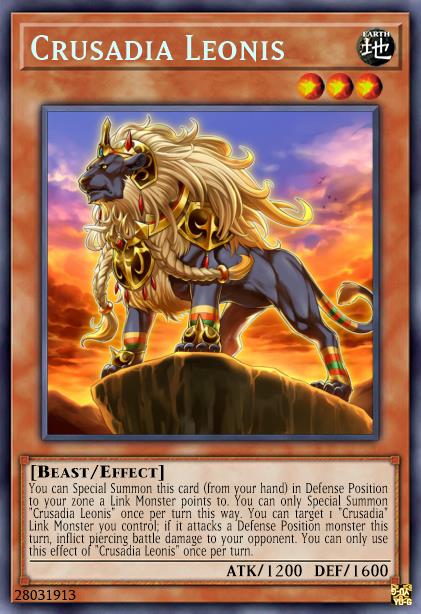 CRUSADIA LEONIS
EARTH
地
[BEAST/EFFECT]
You can Special Summon this card (from your hand) in Defense Position
to your zone a Link Monster points to. You can only Special Summon
"Crusadia Leonis" once per turn this way. You can target 1 "Crusadia"
Link Monster you control; if it attacks a Defense Position monster this
turn, inflict piercing battle damage to your opponent. You can only use
this effect of "Crusadia Leonis" once per turn.
ATK/1200 DEF/1600
28031913